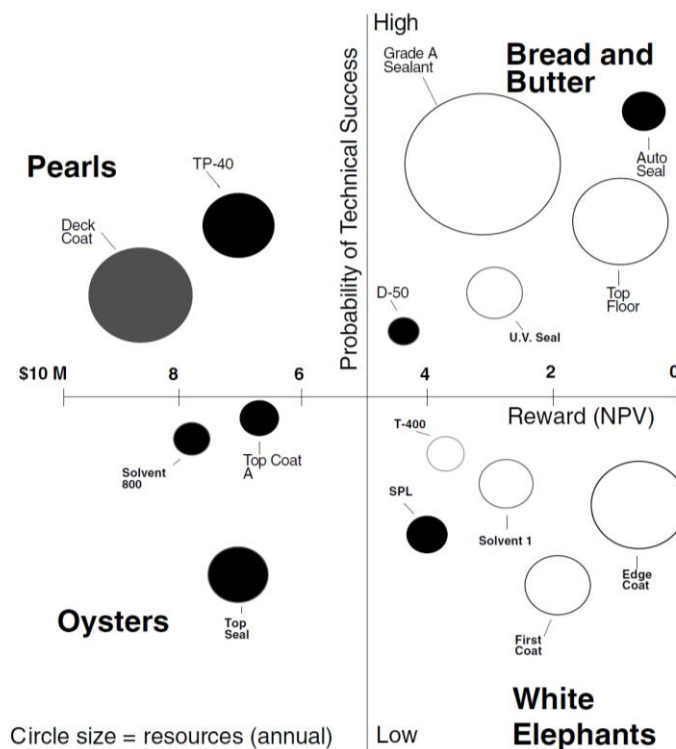 High
Grade A
Sealant
Bread and
Butter
Pearls
TP-40
Auto
Seal
Deck
Coat
Probability of Technical Success
D-50
Top
Floor
U.V. Seal
$10 M
8
6
4
2
0
Reward (NPV)
T-400
Solvent
800
Top Coat
A
SPL
Solvent 1
Edge
Coat
Oysters
Top
Seal
First
Coat
White
Elephants
Circle size = resources (annual)
Low